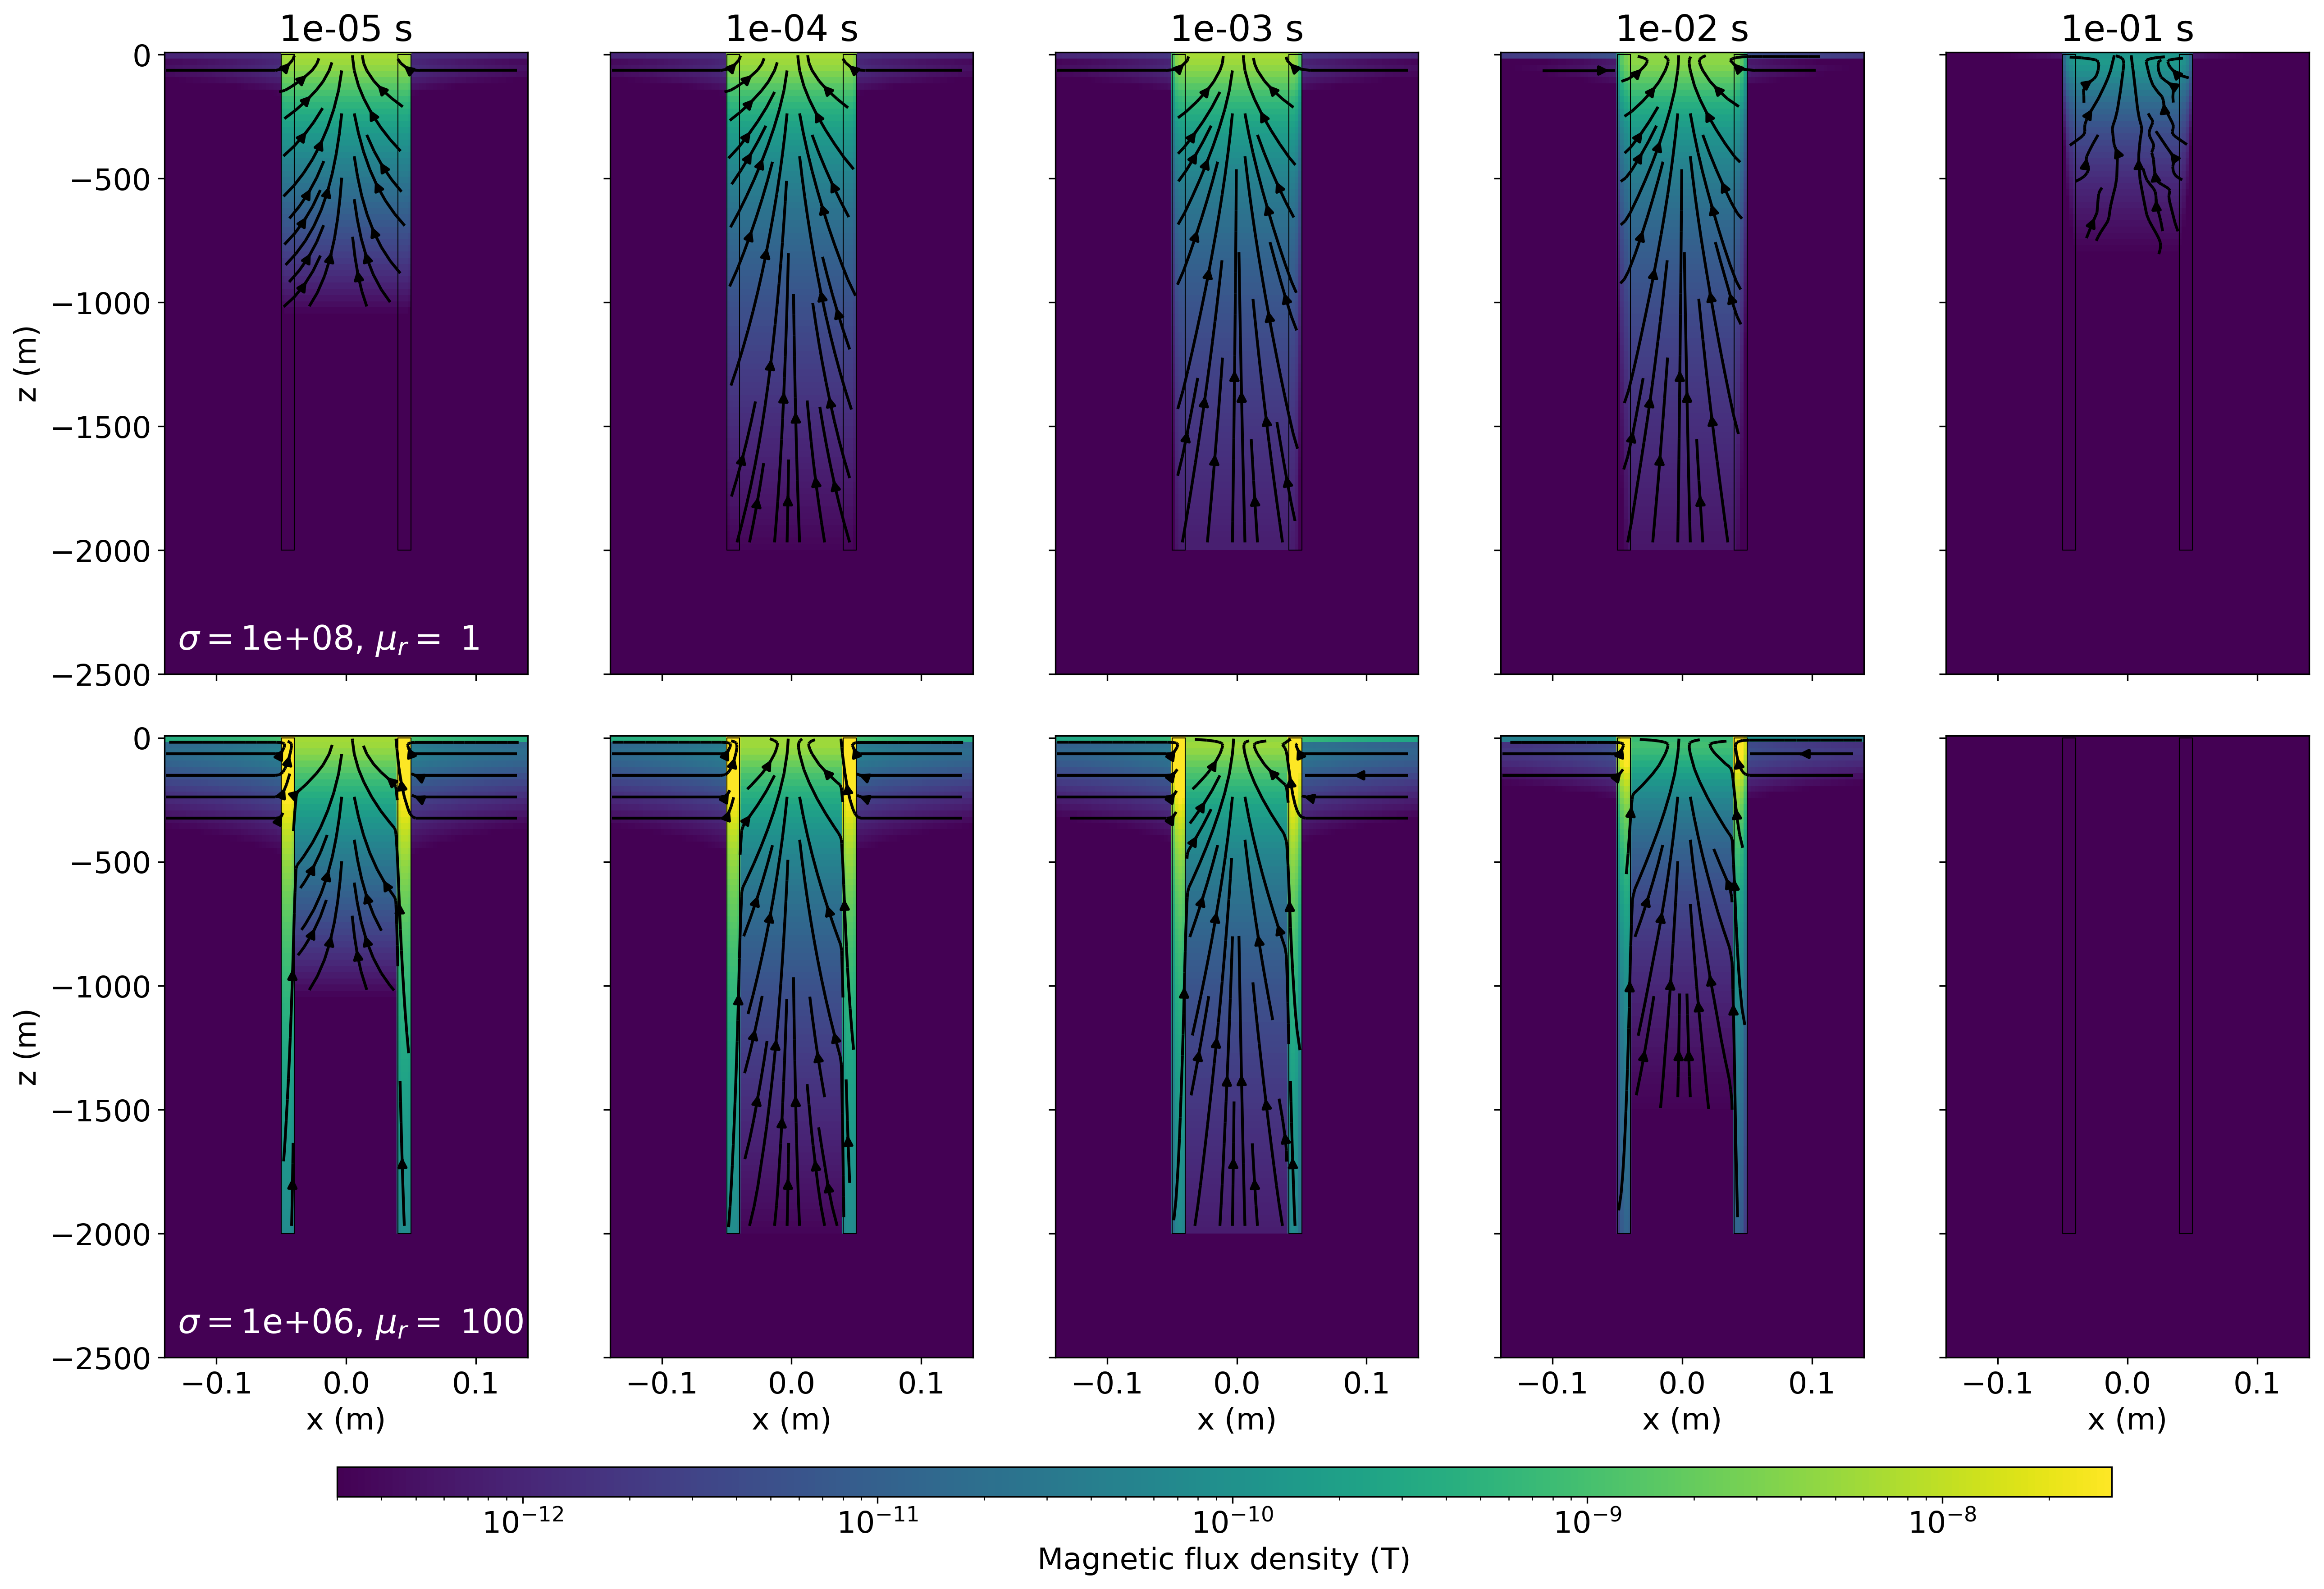 1e-05 s 1e-04 s 1e-03 s 1e-02 s 1e-01 s
0
−500
−1000
−1500
−2000
−2500
z (m)
σ = 1e+08, μr = 1
0
−500
−1000
−1500
−2000
−2500
z (m)
σ = 1e+06, μr = 100
−0.1 0.0 0.1 −0.1 0.0 0.1 −0.1 0.0 0.1 −0.1 0.0 0.1 −0.1 0.0 0.1
x (m) x (m) x (m) x (m) x (m)
10⁻¹² 10⁻¹¹ 10⁻¹⁰ 10⁻⁹ 10⁻⁸
Magnetic flux density (T)